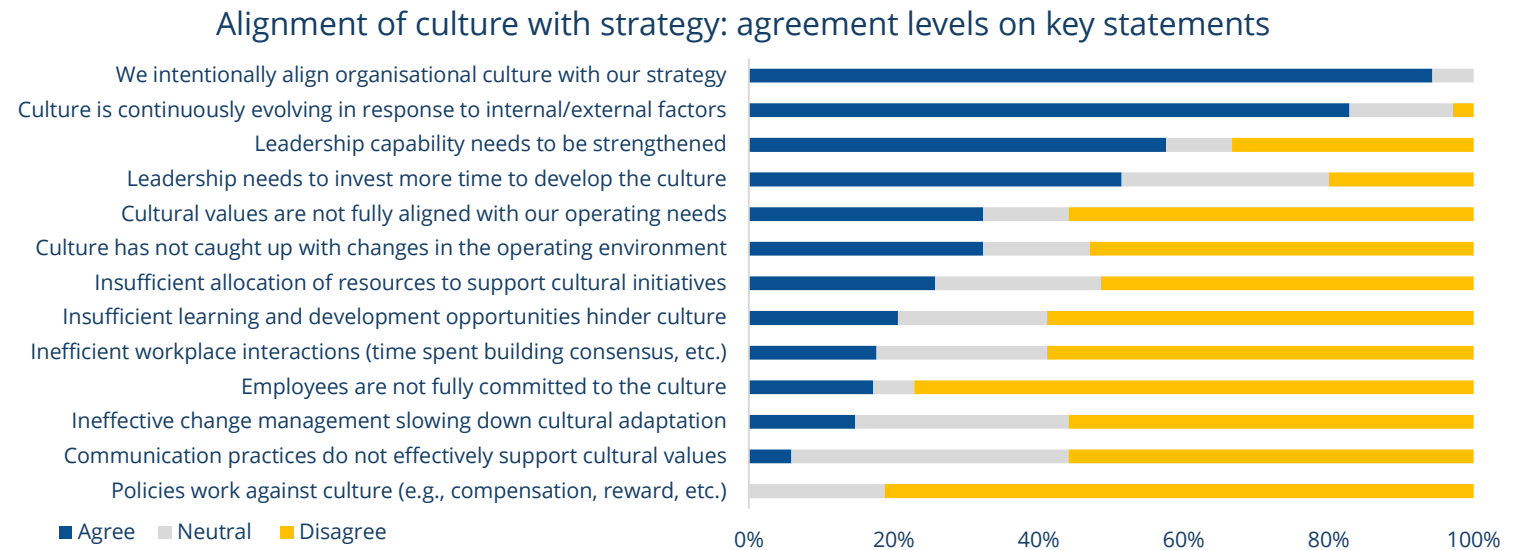 Alignment of culture with strategy: agreement levels on key statements
We intentionally align organisational culture with our strategy
Culture is continuously evolving in response to internal/external factors
Leadership capability needs to be strengthened
Leadership needs to invest more time to develop the culture
Cultural values are not fully aligned with our operating needs
Culture has not caught up with changes in the operating environment
Insufficient allocation of resources to support cultural initiatives
Insufficient learning and development opportunities hinder culture
Inefficient workplace interactions (time spent building consensus, etc.)
Employees are not fully committed to the culture
Ineffective change management slowing down cultural adaptation
Communication practices do not effectively support cultural values
Policies work against culture (e.g., compensation, reward, etc.)
Agree Neutral Disagree
0% 20% 40% 60% 80% 100%